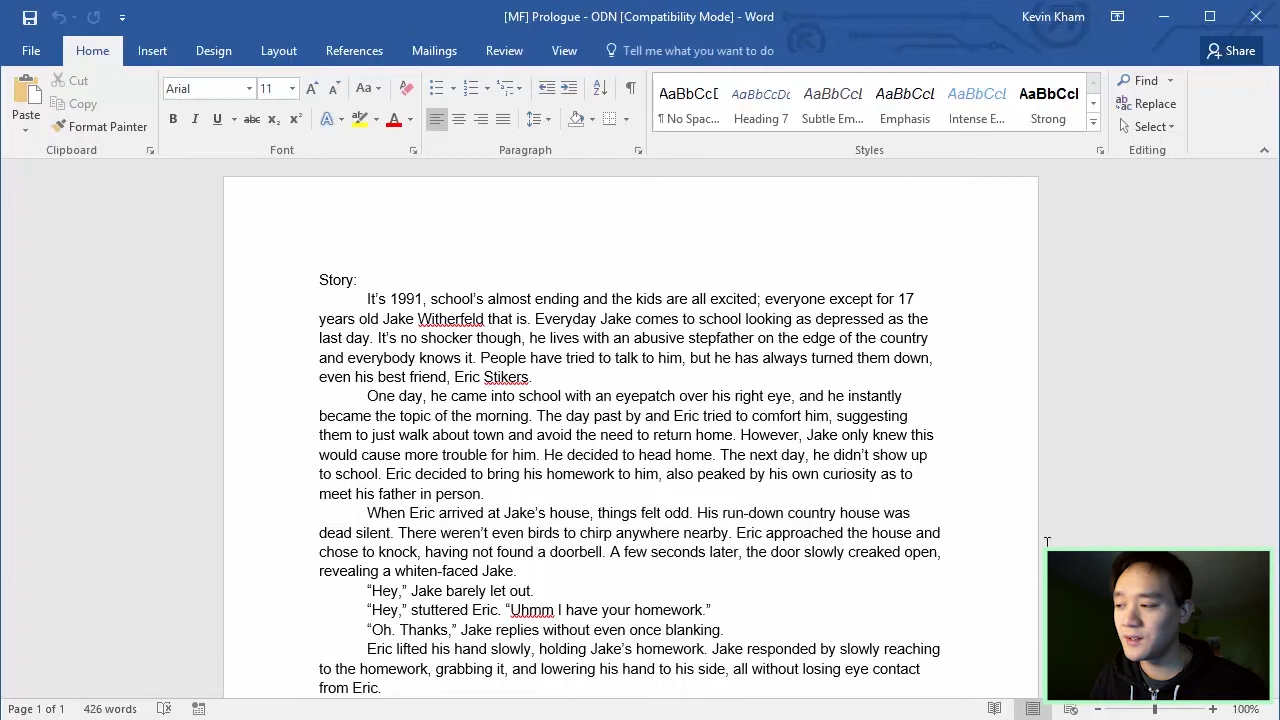 [MF] Prologue - ODN [Compatibility Mode] - Word
Kevin Kham
File Home Insert Design Layout References Mailings Review View Tell me what you want to do Share
Cut
Copy
Paste
Format Painter
Clipboard
Arial 11
Font
Paragraph
AaBbCcD AaBbCcDc AaBbCcI AaBbCcI AaBbCcI AaBbCcI
¶ No Spac... Heading 7 Subtle Em... Emphasis Intense E... Strong
Styles
Find
Replace
Select
Editing
Story:
It’s 1991, school’s almost ending and the kids are all excited; everyone except for 17
years old Jake Witherfeld that is. Everyday Jake comes to school looking as depressed as the
last day. It’s no shocker though, he lives with an abusive stepfather on the edge of the country
and everybody knows it. People have tried to talk to him, but he has always turned them down,
even his best friend, Eric Stikers.
One day, he came into school with an eyepatch over his right eye, and he instantly
became the topic of the morning. The day past by and Eric tried to comfort him, suggesting
them to just walk about town and avoid the need to return home. However, Jake only knew this
would cause more trouble for him. He decided to head home. The next day, he didn’t show up
to school. Eric decided to bring his homework to him, also peaked by his own curiosity as to
meet his father in person.
When Eric arrived at Jake’s house, things felt odd. His run-down country house was
dead silent. There weren’t even birds to chirp anywhere nearby. Eric approached the house and
chose to knock, having not found a doorbell. A few seconds later, the door slowly creaked open,
revealing a whiten-faced Jake.
“Hey,” Jake barely let out.
“Hey,” stuttered Eric. “Uhmm I have your homework.”
“Oh. Thanks,” Jake replies without even once blanking.
Eric lifted his hand slowly, holding Jake’s homework. Jake responded by slowly reaching
to the homework, grabbing it, and lowering his hand to his side, all without losing eye contact
from Eric.
Page 1 of 1 426 words 100%